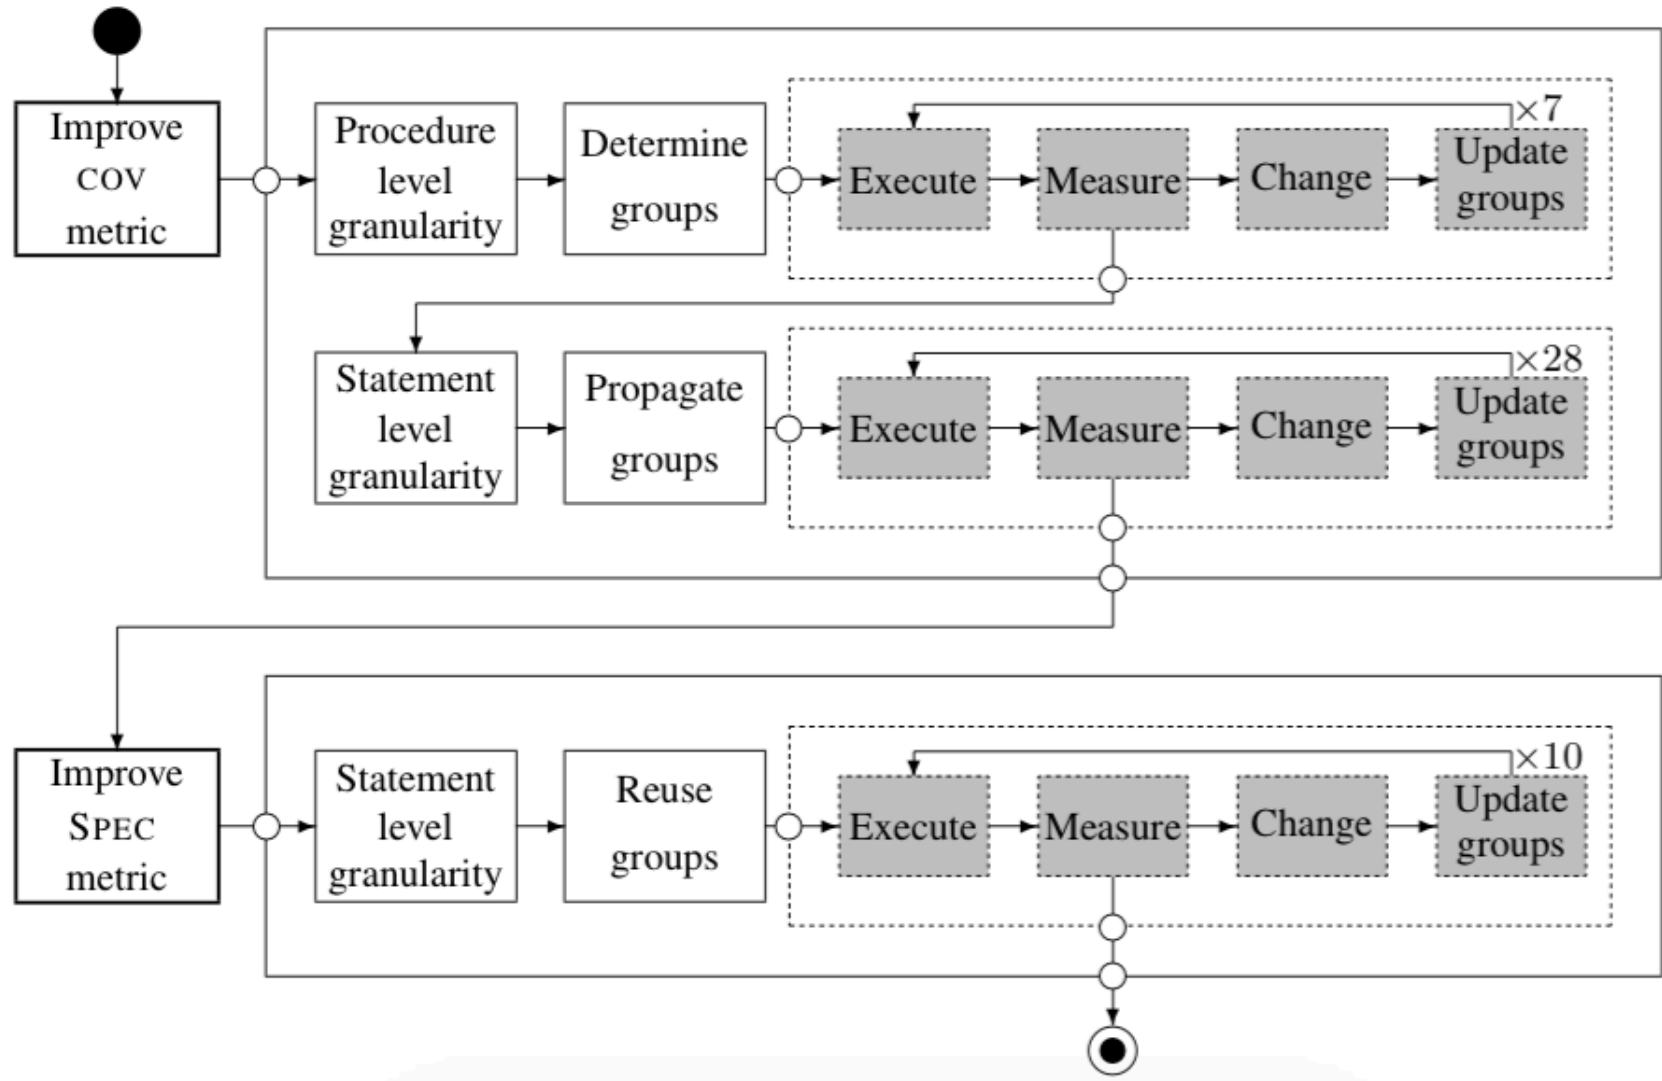 Improve
COV
metric
Procedure
level
granularity
Determine
groups
×7
Execute
Measure
Change
Update
groups
Statement
level
granularity
Propagate
groups
×28
Execute
Measure
Change
Update
groups
Improve
SPEC
metric
Statement
level
granularity
Reuse
groups
×10
Execute
Measure
Change
Update
groups